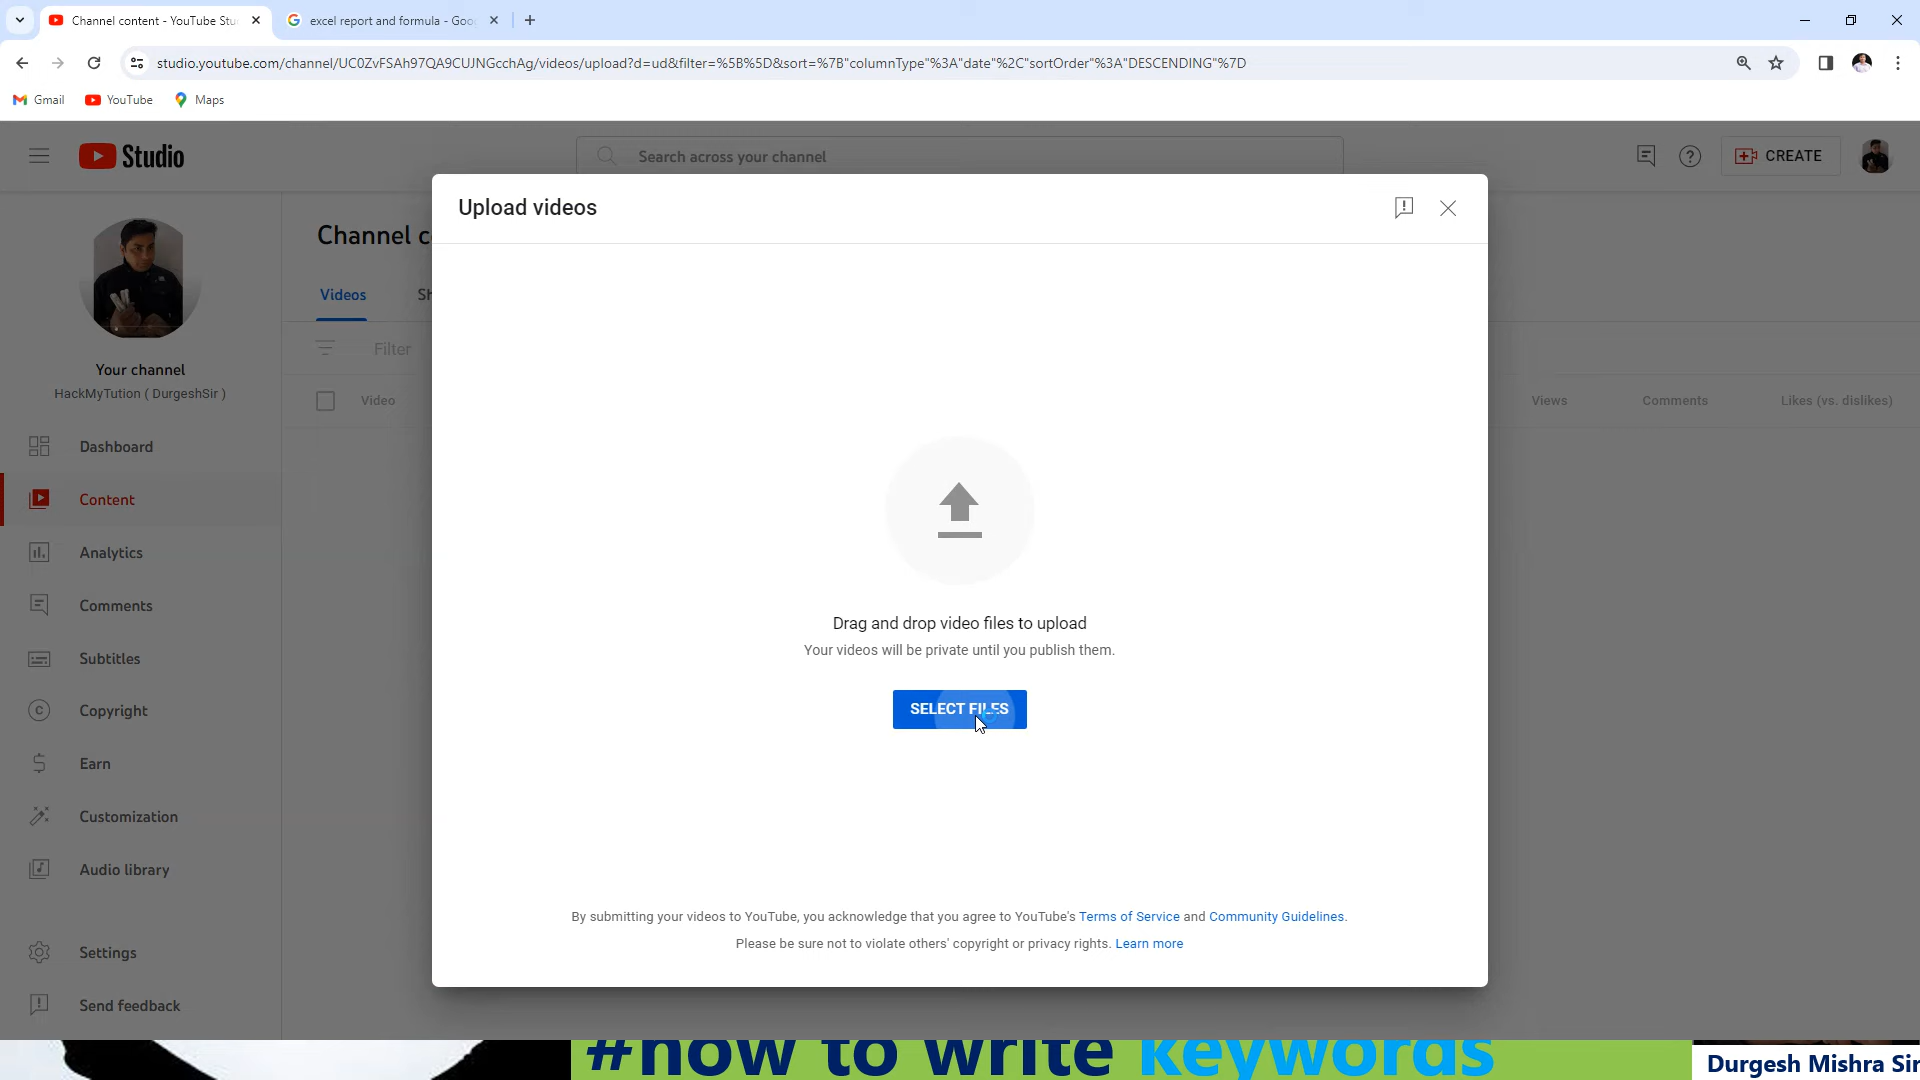 Channel content - YouTube Stu
excel report and formula - Goo
studio.youtube.com/channel/UC0ZvFSAh97QA9CUJNGcchAg/videos/upload?d=ud&filter=%5B%5D&sort=%7B"columnType"%3A"date"%2C"sortOrder"%3A"DESCENDING"%7D
Gmail
YouTube
Maps
Studio
Search across your channel
CREATE
Upload videos
Channel c
Videos
Sh
Filter
Video
Views
Comments
Likes (vs. dislikes)
Your channel
HackMyTution ( DurgeshSir )
Dashboard
Content
Analytics
Comments
Subtitles
Copyright
Earn
Customization
Audio library
Settings
Send feedback
Drag and drop video files to upload
Your videos will be private until you publish them.
SELECT FILES
By submitting your videos to YouTube, you acknowledge that you agree to YouTube's Terms of Service and Community Guidelines.
Please be sure not to violate others' copyright or privacy rights. Learn more
#how to write keywords
Durgesh Mishra Sir